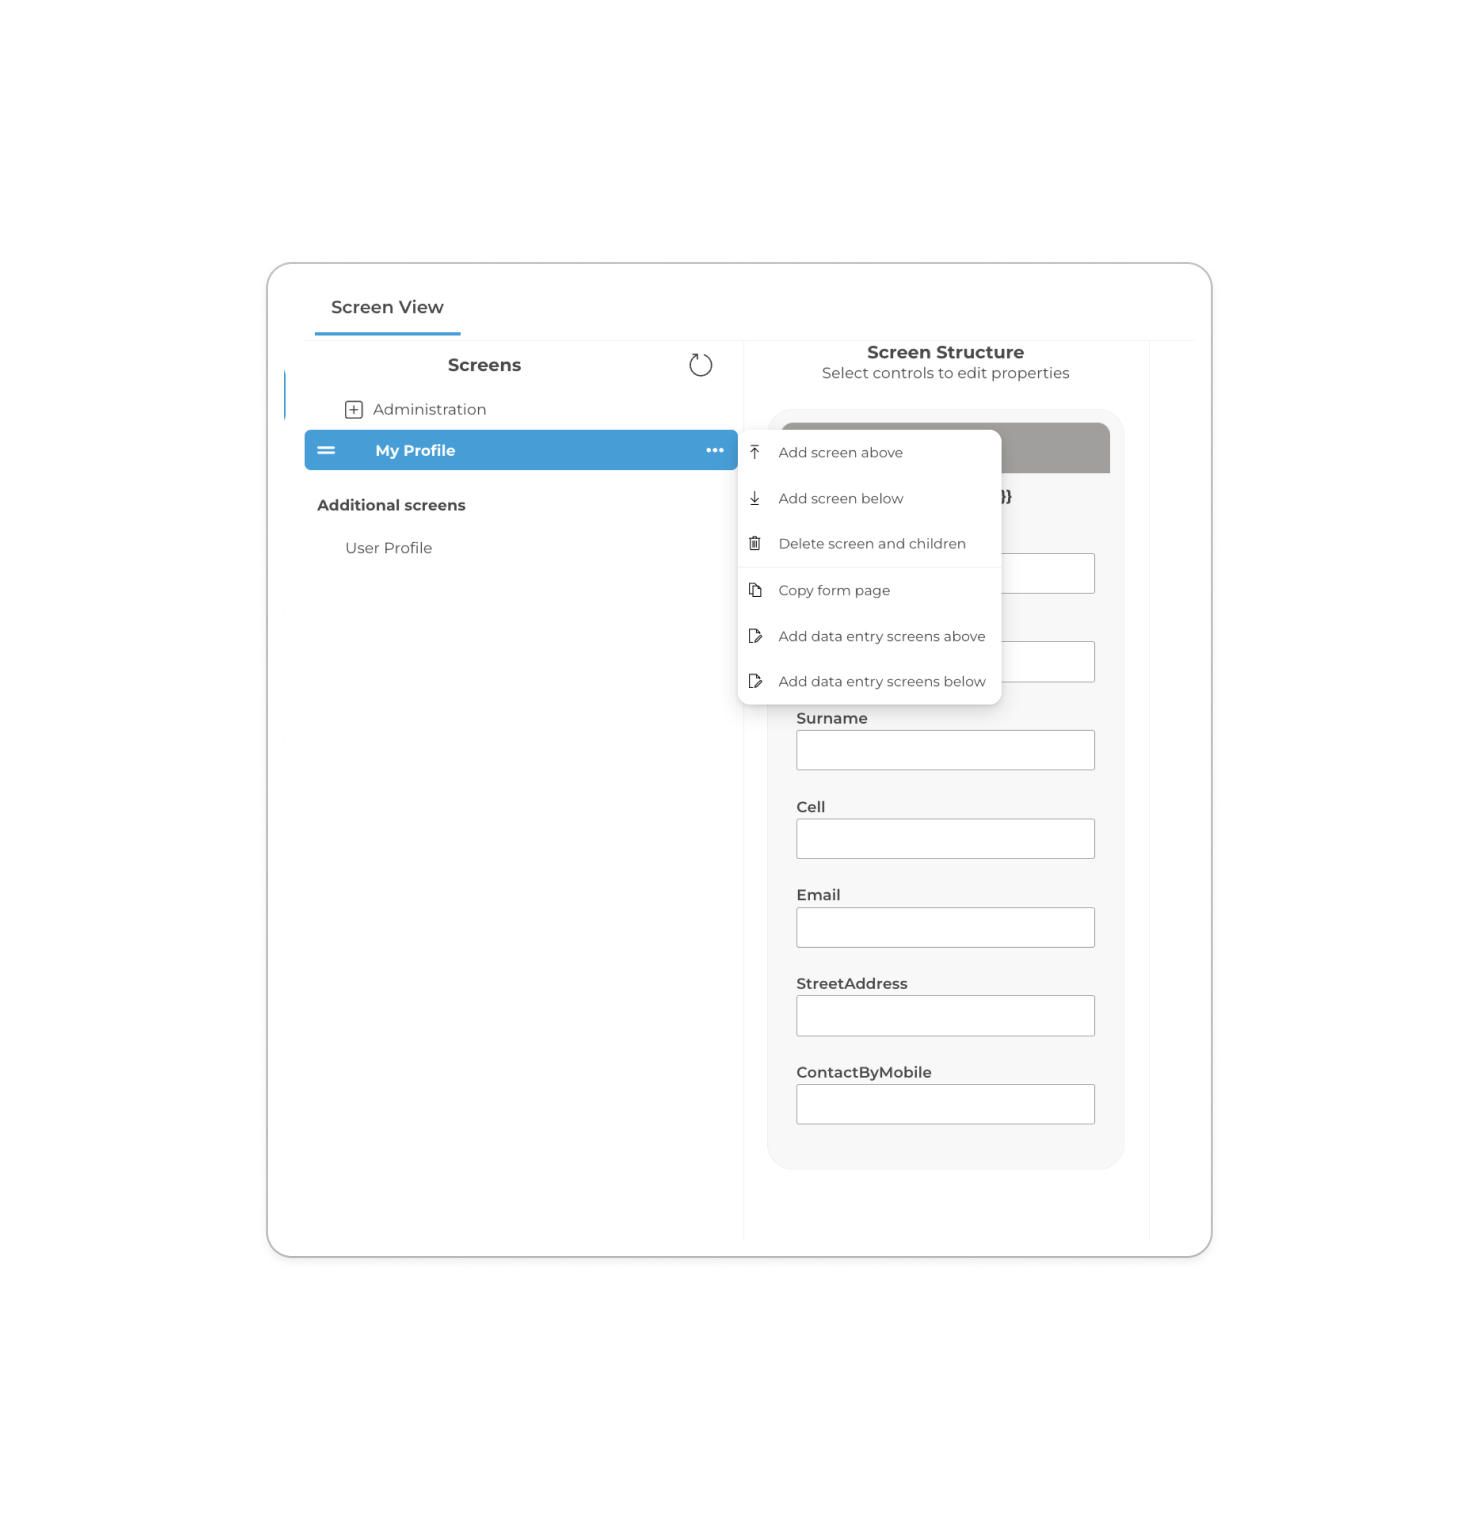 Screen View
Screens
Administration
My Profile
Additional screens
User Profile
Screen Structure
Select controls to edit properties
Add screen above
Add screen below
Delete screen and children
Copy form page
Add data entry screens above
Add data entry screens below
}}
Surname
Cell
Email
StreetAddress
ContactByMobile